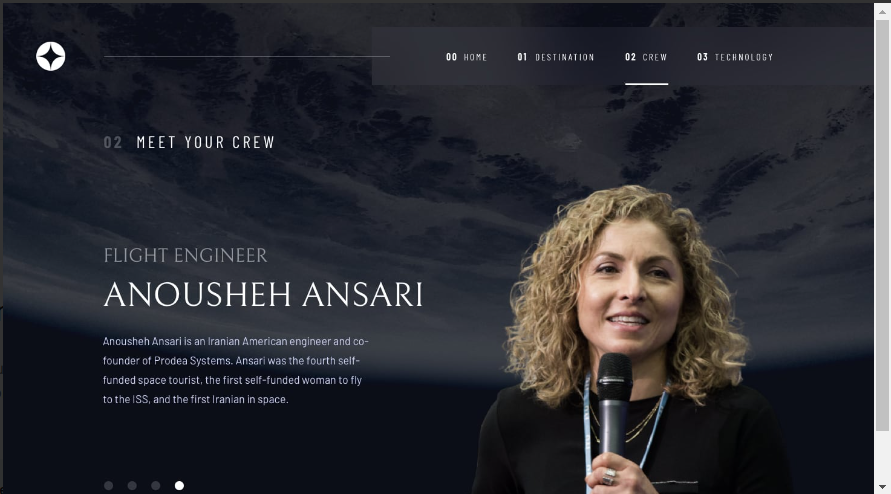 00 HOME 01 DESTINATION 02 CREW 03 TECHNOLOGY
02 MEET YOUR CREW
FLIGHT ENGINEER
ANOUSHEH ANSARI
Anousheh Ansari is an Iranian American engineer and co-
founder of Prodea Systems. Ansari was the fourth self-
funded space tourist, the first self-funded woman to fly
to the ISS, and the first Iranian in space.